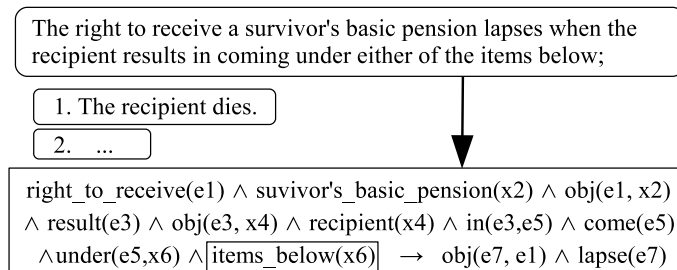 The right to receive a survivor's basic pension lapses when the
recipient results in coming under either of the items below;
1. The recipient dies.
2. ...
right_to_receive(e1) ∧ suvivor's_basic_pension(x2) ∧ obj(e1, x2)
∧ result(e3) ∧ obj(e3, x4) ∧ recipient(x4) ∧ in(e3,e5) ∧ come(e5)
∧under(e5,x6) ∧ items_below(x6) → obj(e7, e1) ∧ lapse(e7)